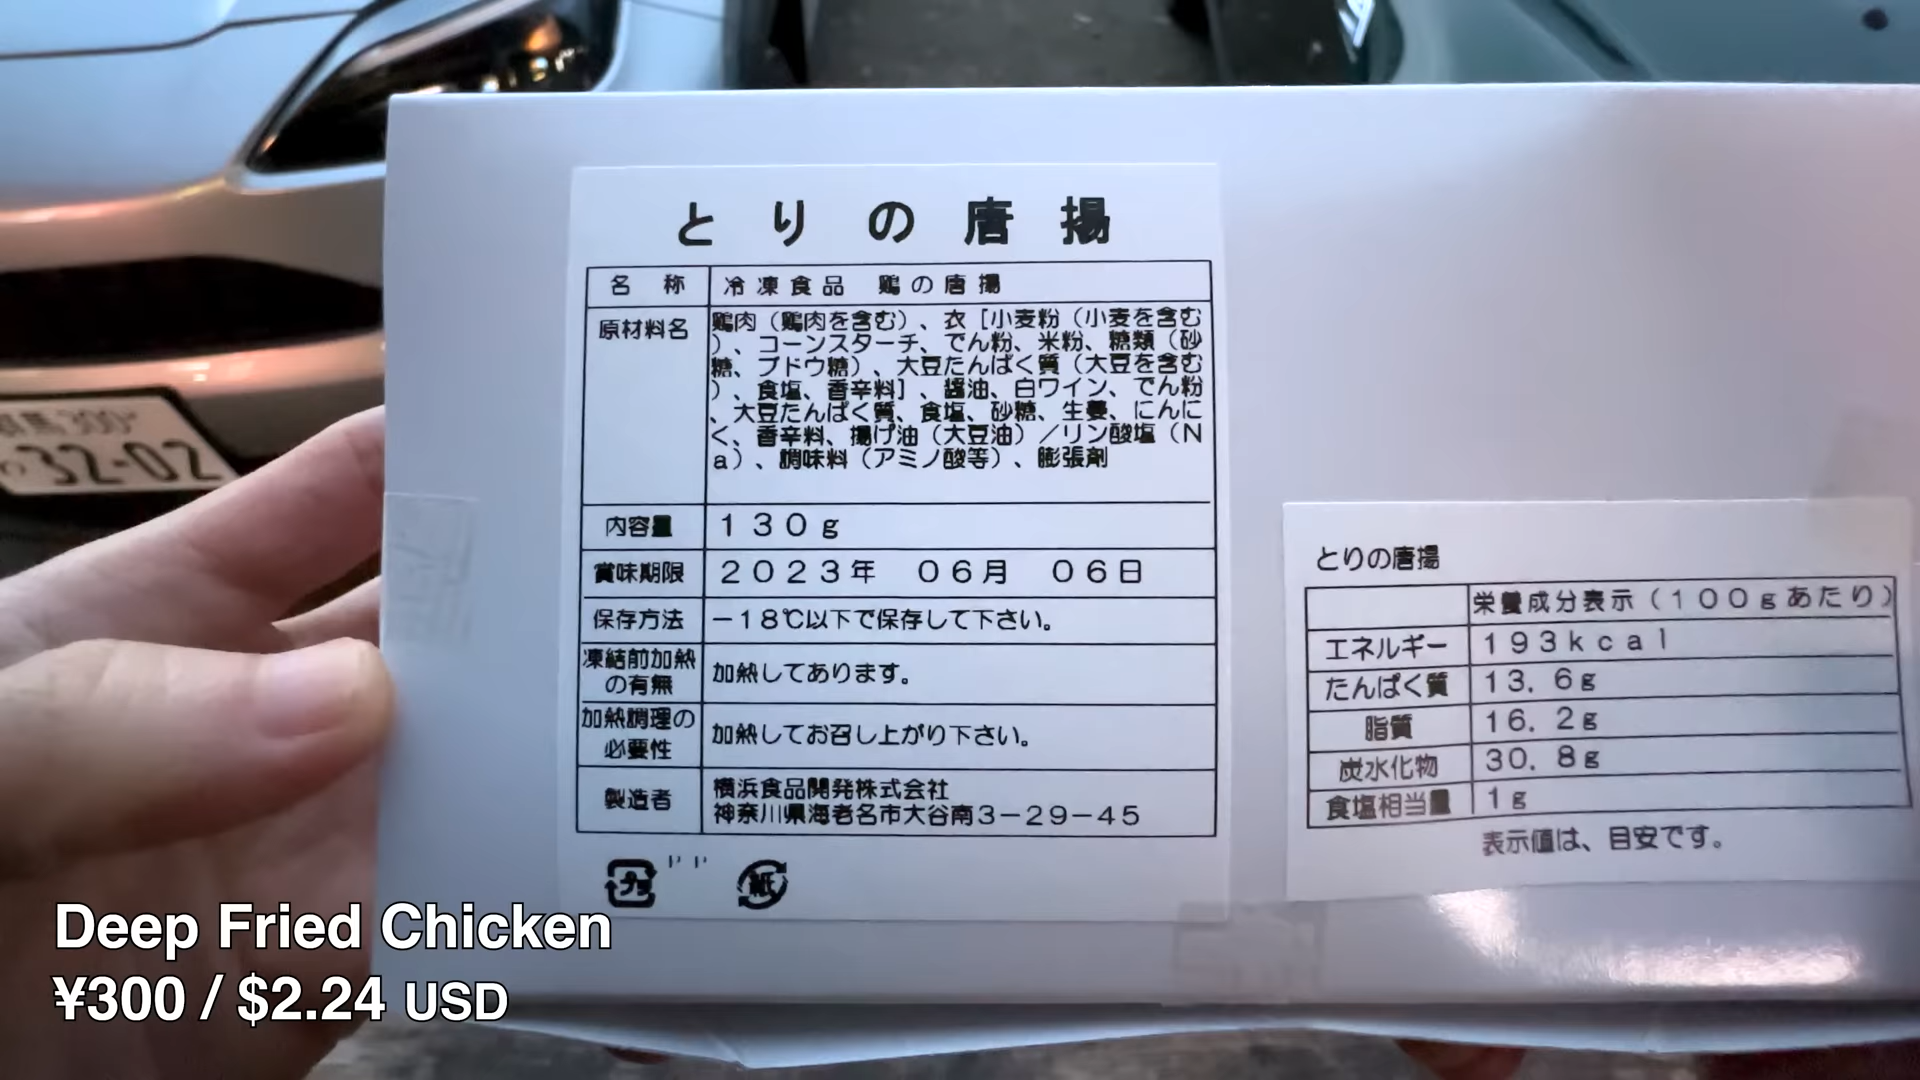 とりの唐揚
名称 冷凍食品 鶏の唐揚
原材料名 鶏肉（鶏肉を含む）、衣［小麦粉（小麦を含む
）、コーンスターチ、でん粉、米粉、糖類（砂
糖、ブドウ糖）、大豆たんぱく質（大豆を含む
）、食塩、香辛料］、醤油、白ワイン、でん粉
、大豆たんぱく質、食塩、砂糖、生姜、にんに
く、香辛料、揚げ油（大豆油）／リン酸塩（N
a）、調味料（アミノ酸等）、膨張剤
内容量 130g
賞味期限 2023年 06月 06日
保存方法 −18℃以下で保存して下さい。
凍結前加熱
の有無 加熱してあります。
加熱調理の
必要性 加熱してお召し上がり下さい。
製造者 横浜食品開発株式会社
神奈川県海老名市大谷南3−29−45
プラ PP 紙
とりの唐揚
栄養成分表示（100gあたり）
エネルギー 193kcal
たんぱく質 13.6g
脂質 16.2g
炭水化物 30.8g
食塩相当量 1g
表示値は、目安です。
300
32-02
Deep Fried Chicken
¥300 / $2.24 USD